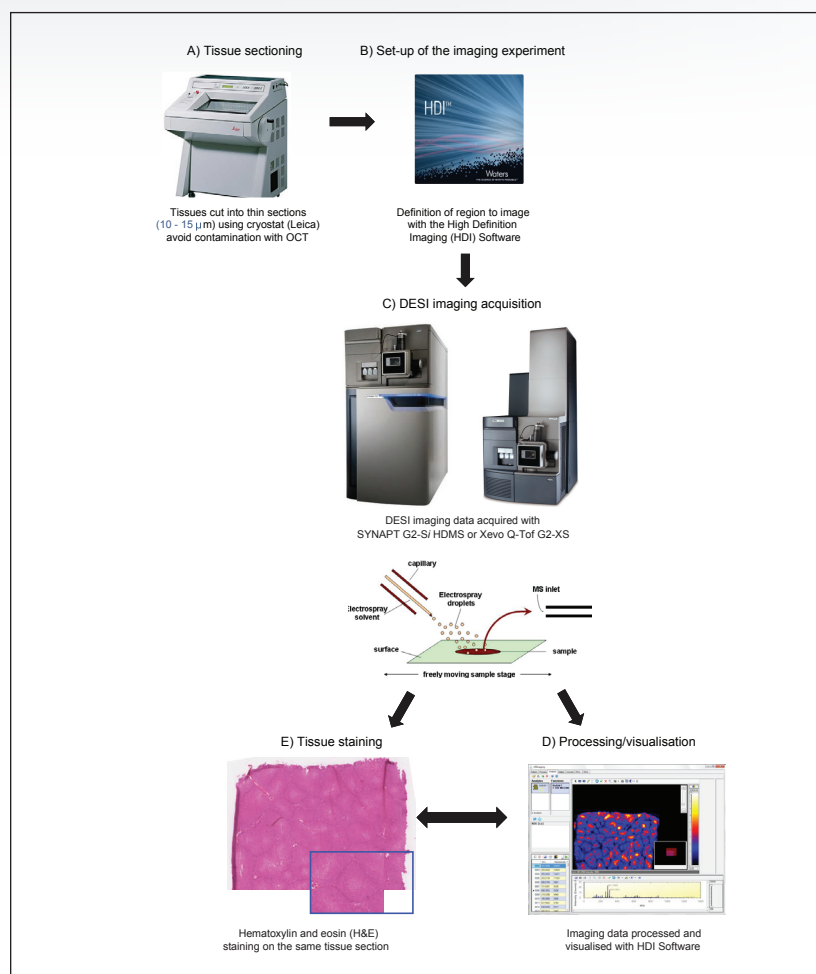 A) Tissue sectioning
B) Set-up of the imaging experiment
HDI™
Waters
Tissues cut into thin sections
(10 - 15 µm) using cryostat (Leica)
avoid contamination with OCT
Definition of region to image
with the High Definition
Imaging (HDI) Software
C) DESI imaging acquisition
DESI imaging data acquired with
SYNAPT G2-Si HDMS or Xevo Q-Tof G2-XS
capillary
Electrospray
solvent
Electrospray
droplets
MS inlet
surface
sample
freely moving sample stage
E) Tissue staining
D) Processing/visualisation
Hematoxylin and eosin (H&E)
staining on the same tissue section
Imaging data processed and
visualised with HDI Software